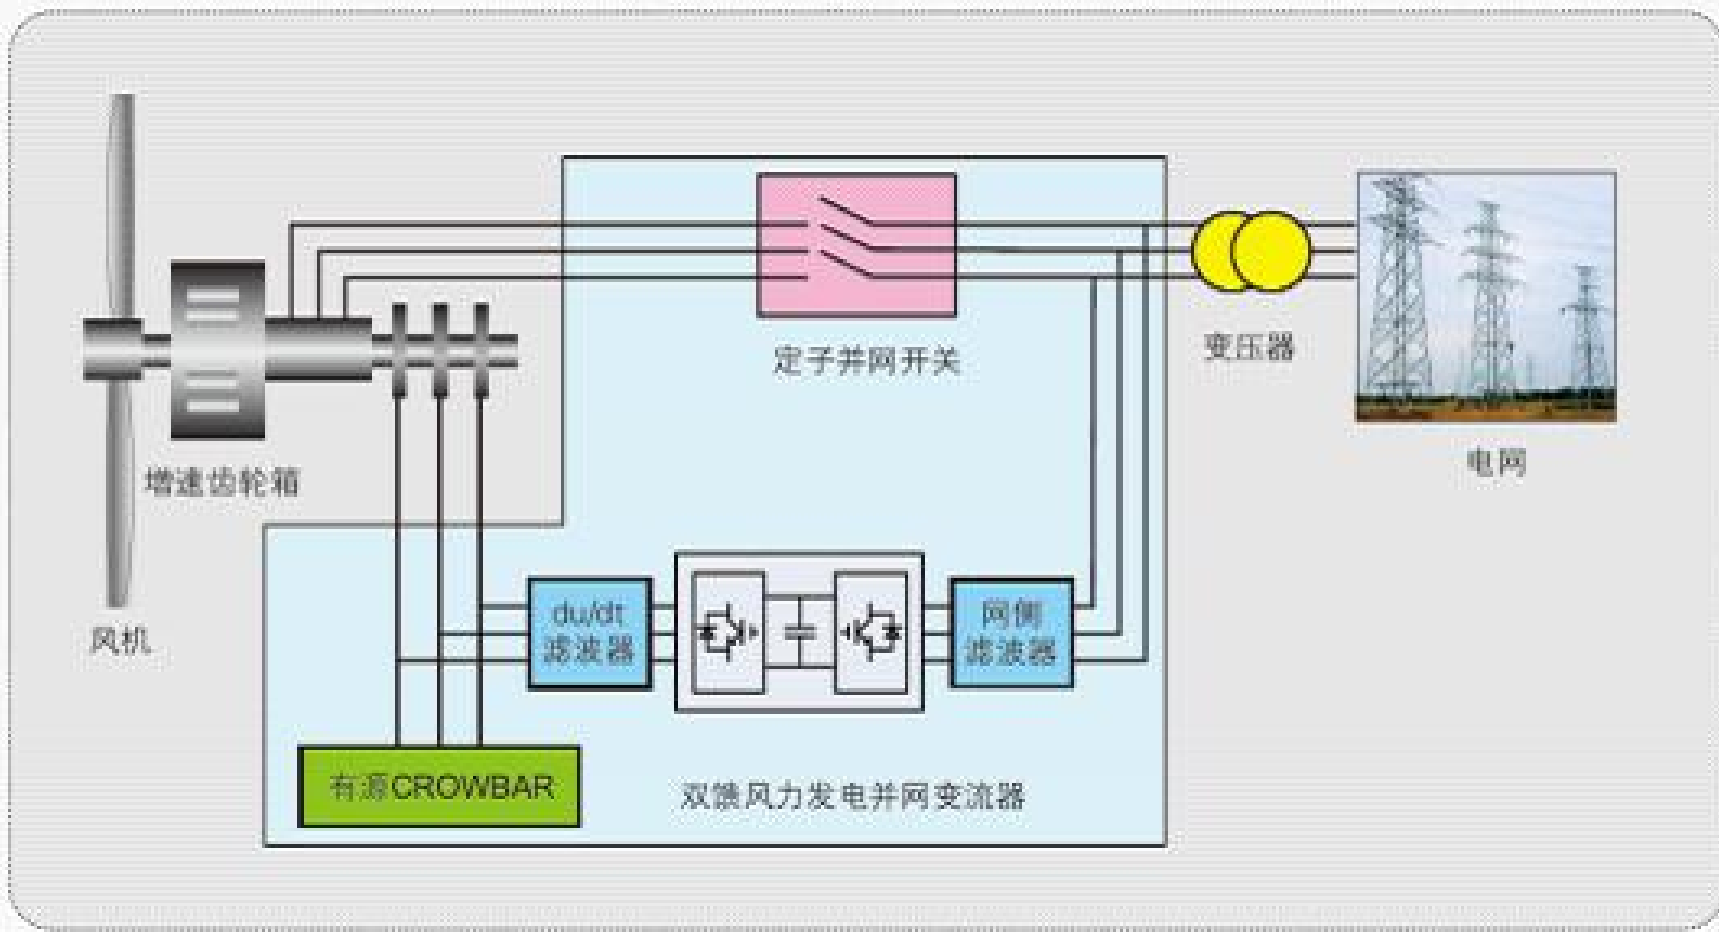 定子并网开关
变压器
电网
增速齿轮箱
风机
du/dt
滤波器
网侧
滤波器
有源CROWBAR
双馈风力发电并网变流器